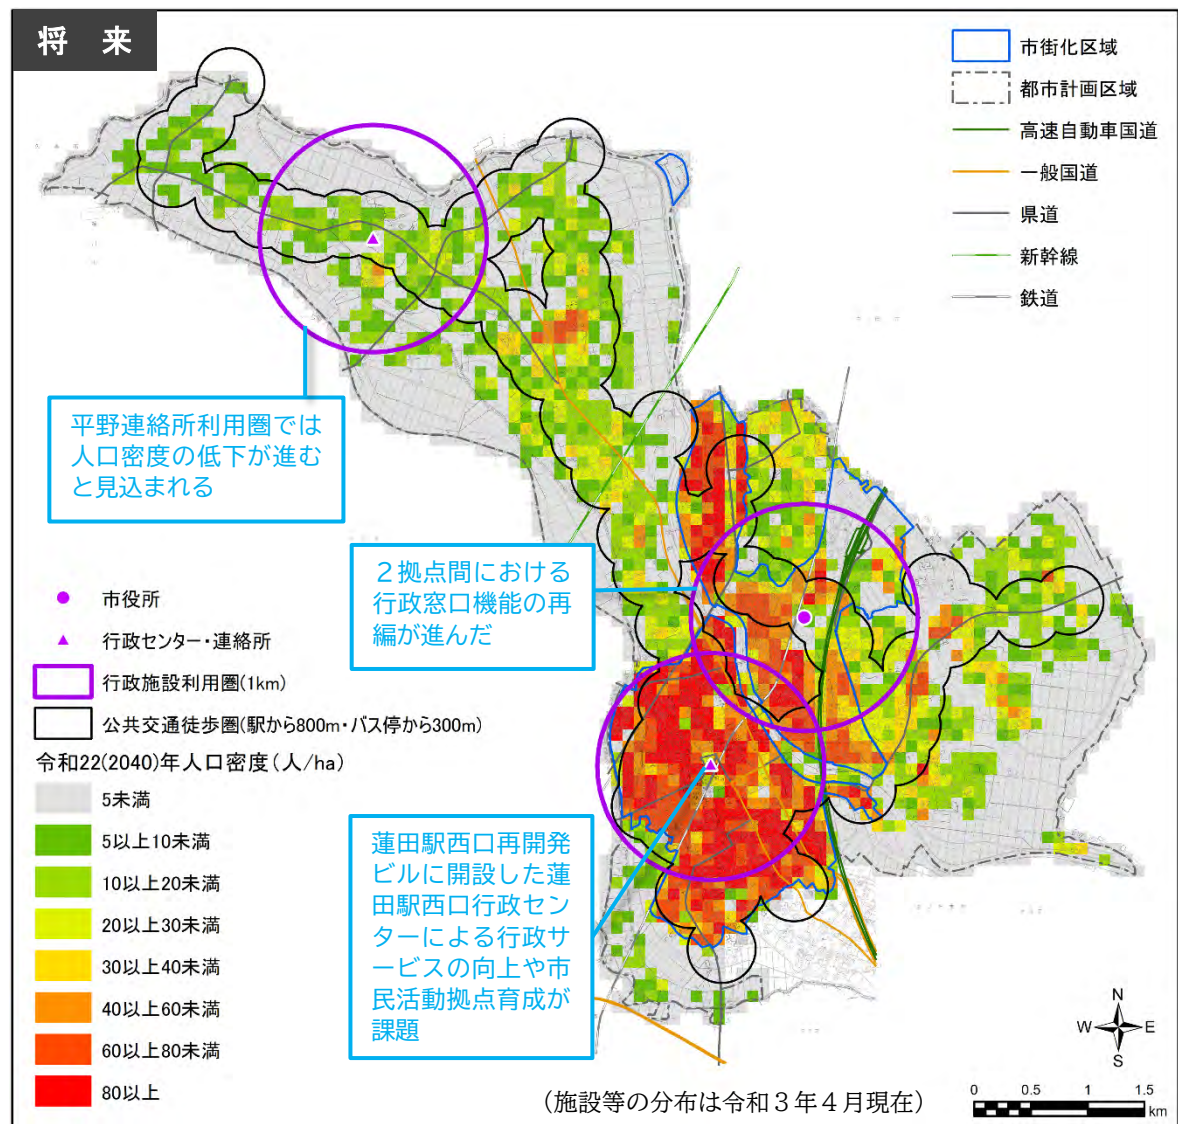 将 来
市街化区域
都市計画区域
高速自動車国道
一般国道
県道
新幹線
鉄道
平野連絡所利用圏では
人口密度の低下が進む
と見込まれる
２拠点間における
行政窓口機能の再
編が進んだ
市役所
行政センター・連絡所
行政施設利用圏(1km)
公共交通徒歩圏(駅から800m・バス停から300m)
令和22(2040)年人口密度(人/ha)
5未満
5以上10未満
10以上20未満
20以上30未満
30以上40未満
40以上60未満
60以上80未満
80以上
蓮田駅西口再開発
ビルに開設した蓮
田駅西口行政セン
ターによる行政サ
ービスの向上や市
民活動拠点育成が
課題
N
W E
S
0 0.5 1 1.5
km
（施設等の分布は令和３年４月現在）